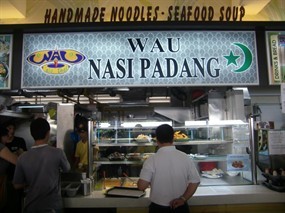 HANDMADE NOODLES - SEAFOOD SOUP
WAU
WAU
NASI PADANG